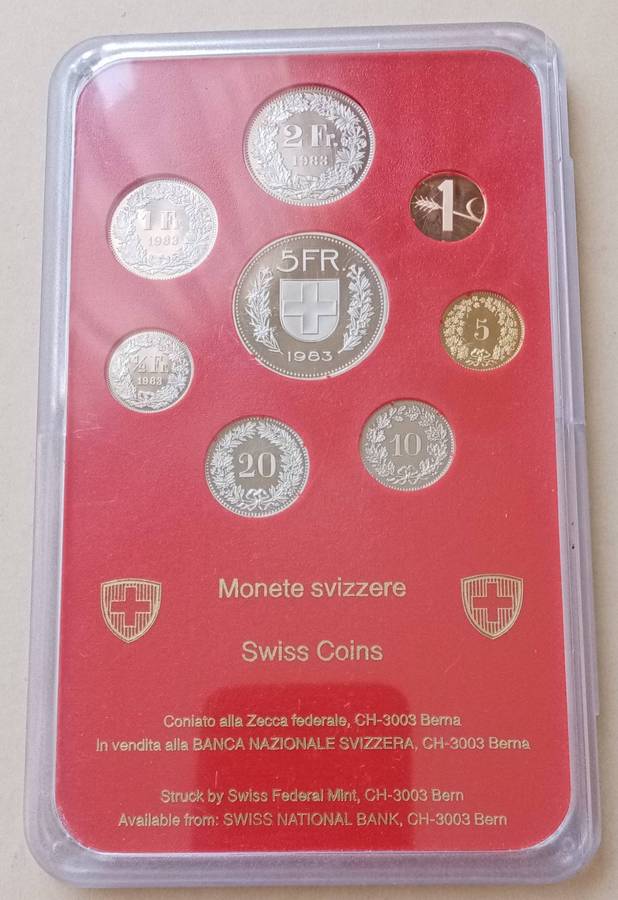 2 Fr.
1983
1 Fr.
1983
1
5 FR.
1983
5
½ Fr.
1983
20
10
Monete svizzere
Swiss Coins
Coniato alla Zecca federale, CH-3003 Berna
In vendita alla BANCA NAZIONALE SVIZZERA, CH-3003 Berna
Struck by Swiss Federal Mint, CH-3003 Bern
Available from: SWISS NATIONAL BANK, CH-3003 Bern